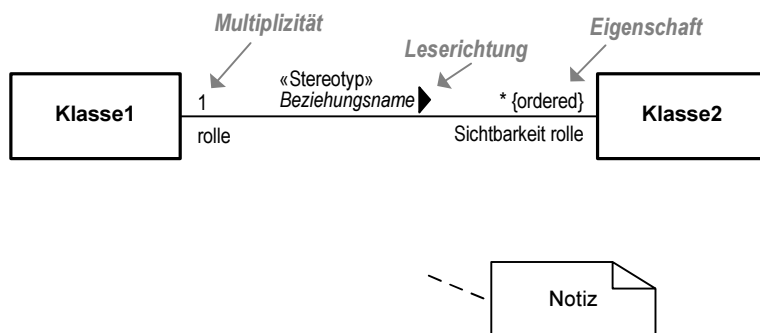 Multiplizität
Leserichtung
Eigenschaft
Klasse1
1
«Stereotyp»
Beziehungsname
* {ordered}
Klasse2
rolle
Sichtbarkeit rolle
Notiz